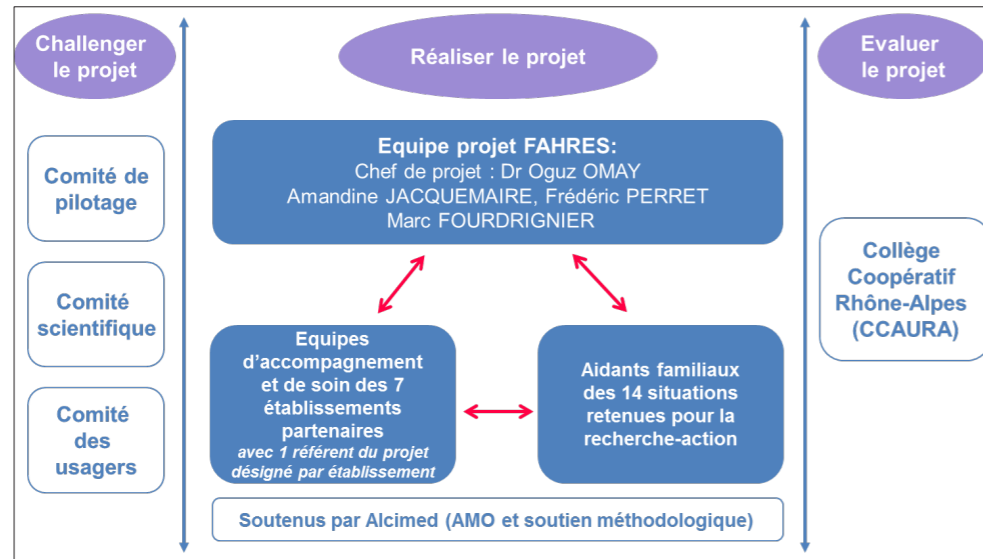 Challenger
le projet
Comité de
pilotage
Comité
scientifique
Comité
des
usagers
Réaliser le projet
Equipe projet FAHRES:
Chef de projet : Dr Oguz OMAY
Amandine JACQUEMAIRE, Frédéric PERRET
Marc FOURDRIGNIER
Equipes
d’accompagnement
et de soin des 7
établissements
partenaires
avec 1 référent du projet
désigné par établissement
Aidants familiaux
des 14 situations
retenues pour la
recherche-action
Soutenus par Alcimed (AMO et soutien méthodologique)
Evaluer
le projet
Collège
Coopératif
Rhône-Alpes
(CCAURA)